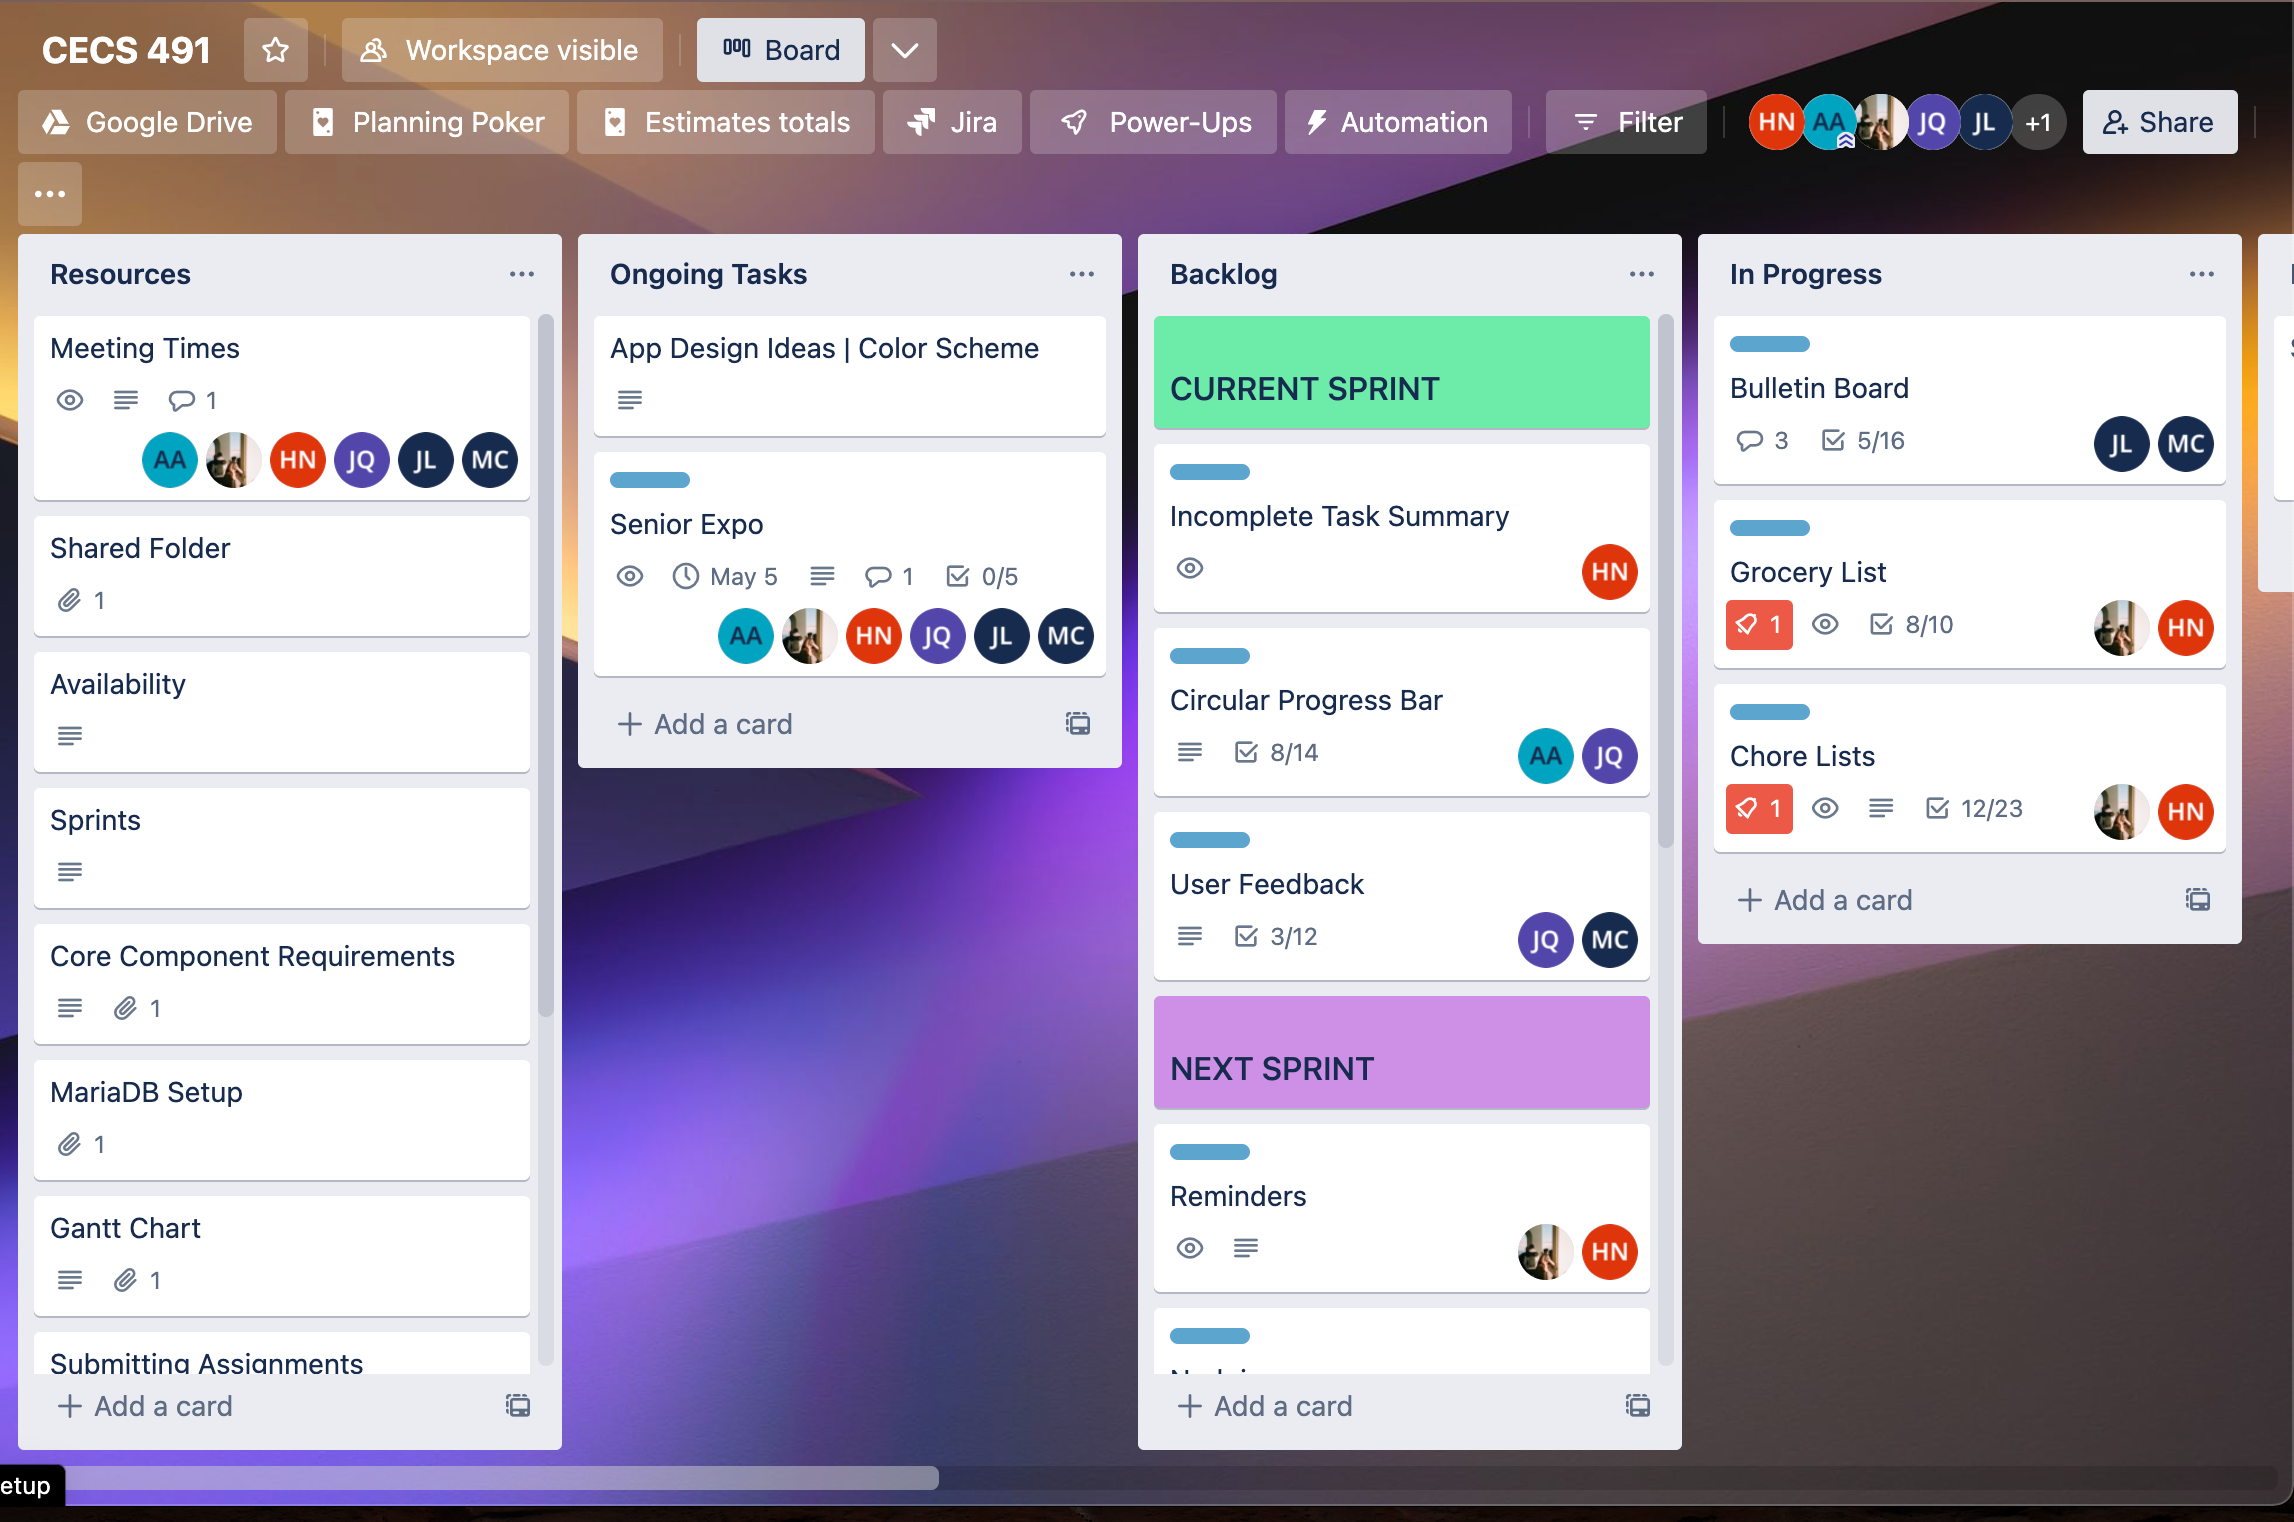 CECS 491
Workspace visible
Board
Google Drive
Planning Poker
Estimates totals
Jira
Power-Ups
Automation
Filter
HN
AA
JQ
JL
+1
Share
Resources
Meeting Times
1
AA
HN
JQ
JL
MC
Shared Folder
1
Availability
Sprints
Core Component Requirements
1
MariaDB Setup
1
Gantt Chart
1
Submitting Assignments
Add a card
Ongoing Tasks
App Design Ideas | Color Scheme
Senior Expo
May 5
1
0/5
AA
HN
JQ
JL
MC
Add a card
Backlog
CURRENT SPRINT
Incomplete Task Summary
HN
Circular Progress Bar
8/14
AA
JQ
User Feedback
3/12
JQ
MC
NEXT SPRINT
Reminders
HN
Add a card
In Progress
Bulletin Board
3
5/16
JL
MC
Grocery List
1
8/10
HN
Chore Lists
1
12/23
HN
Add a card
etup